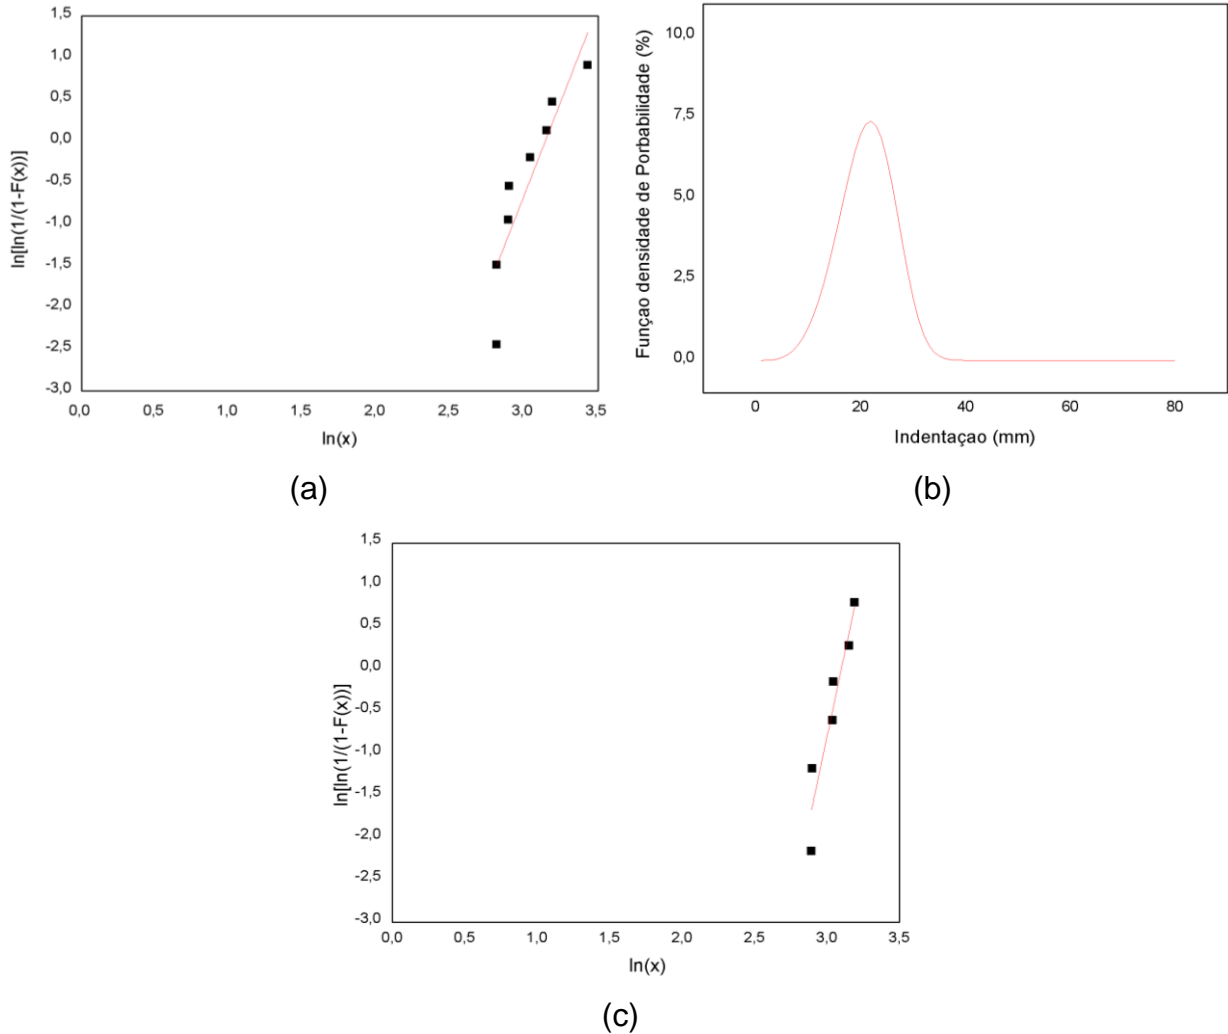 1,5
1,0
0,5
0,0
-0,5
-1,0
-1,5
-2,0
-2,5
-3,0
ln[ln(1/(1-F(x))]
0,0 0,5 1,0 1,5 2,0 2,5 3,0 3,5
ln(x)
(a)
10,0
7,5
5,0
2,5
0,0
Funçao densidade de Porbabilidade (%)
0 20 40 60 80
Indentaçao (mm)
(b)
1,5
1,0
0,5
0,0
-0,5
-1,0
-1,5
-2,0
-2,5
-3,0
ln[ln(1/(1-F(x))]
0,0 0,5 1,0 1,5 2,0 2,5 3,0 3,5
ln(x)
(c)